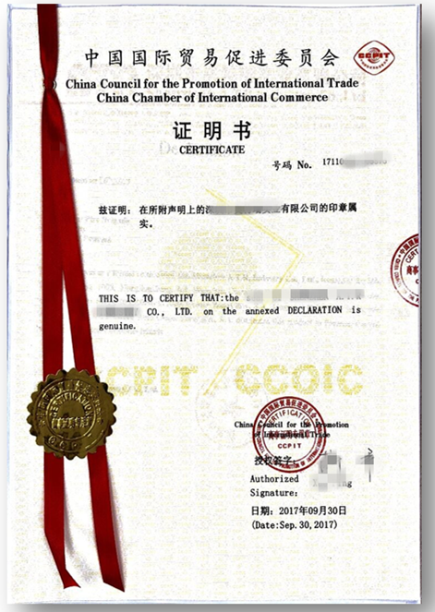 中国国际贸易促进委员会
CCPIT
China Council for the Promotion of International Trade
China Chamber of International Commerce
证明书
CERTIFICATE
号码 No. 17110
兹证明：在所附声明上的 有限公司的印章属
实。
THIS IS TO CERTIFY THAT:the
CO., LTD. on the annexed DECLARATION is
genuine.
CCPIT / CCOIC
China Council for the Promotion
of International Trade
CCPIT
授权签字：
Authorized
Signature:
日期：2017年09月30日
(Date:Sep.30,2017)